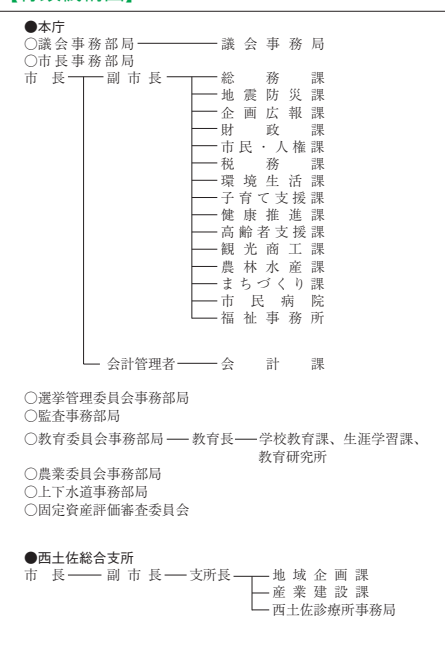 ●本庁
○議会事務部局 議会事務局
○市長事務部局
市長 副市長 総務課
地震防災課
企画広報課
財政課
市民・人権課
税務課
環境生活課
子育て支援課
健康推進課
高齢者支援課
観光商工課
農林水産課
まちづくり課
市民病院
福祉事務所
会計管理者 会計課
○選挙管理委員会事務部局
○監査事務部局
○教育委員会事務部局 教育長 学校教育課、生涯学習課、
教育研究所
○農業委員会事務部局
○上下水道事務部局
○固定資産評価審査委員会
●西土佐総合支所
市長 副市長 支所長 地域企画課
産業建設課
西土佐診療所事務局